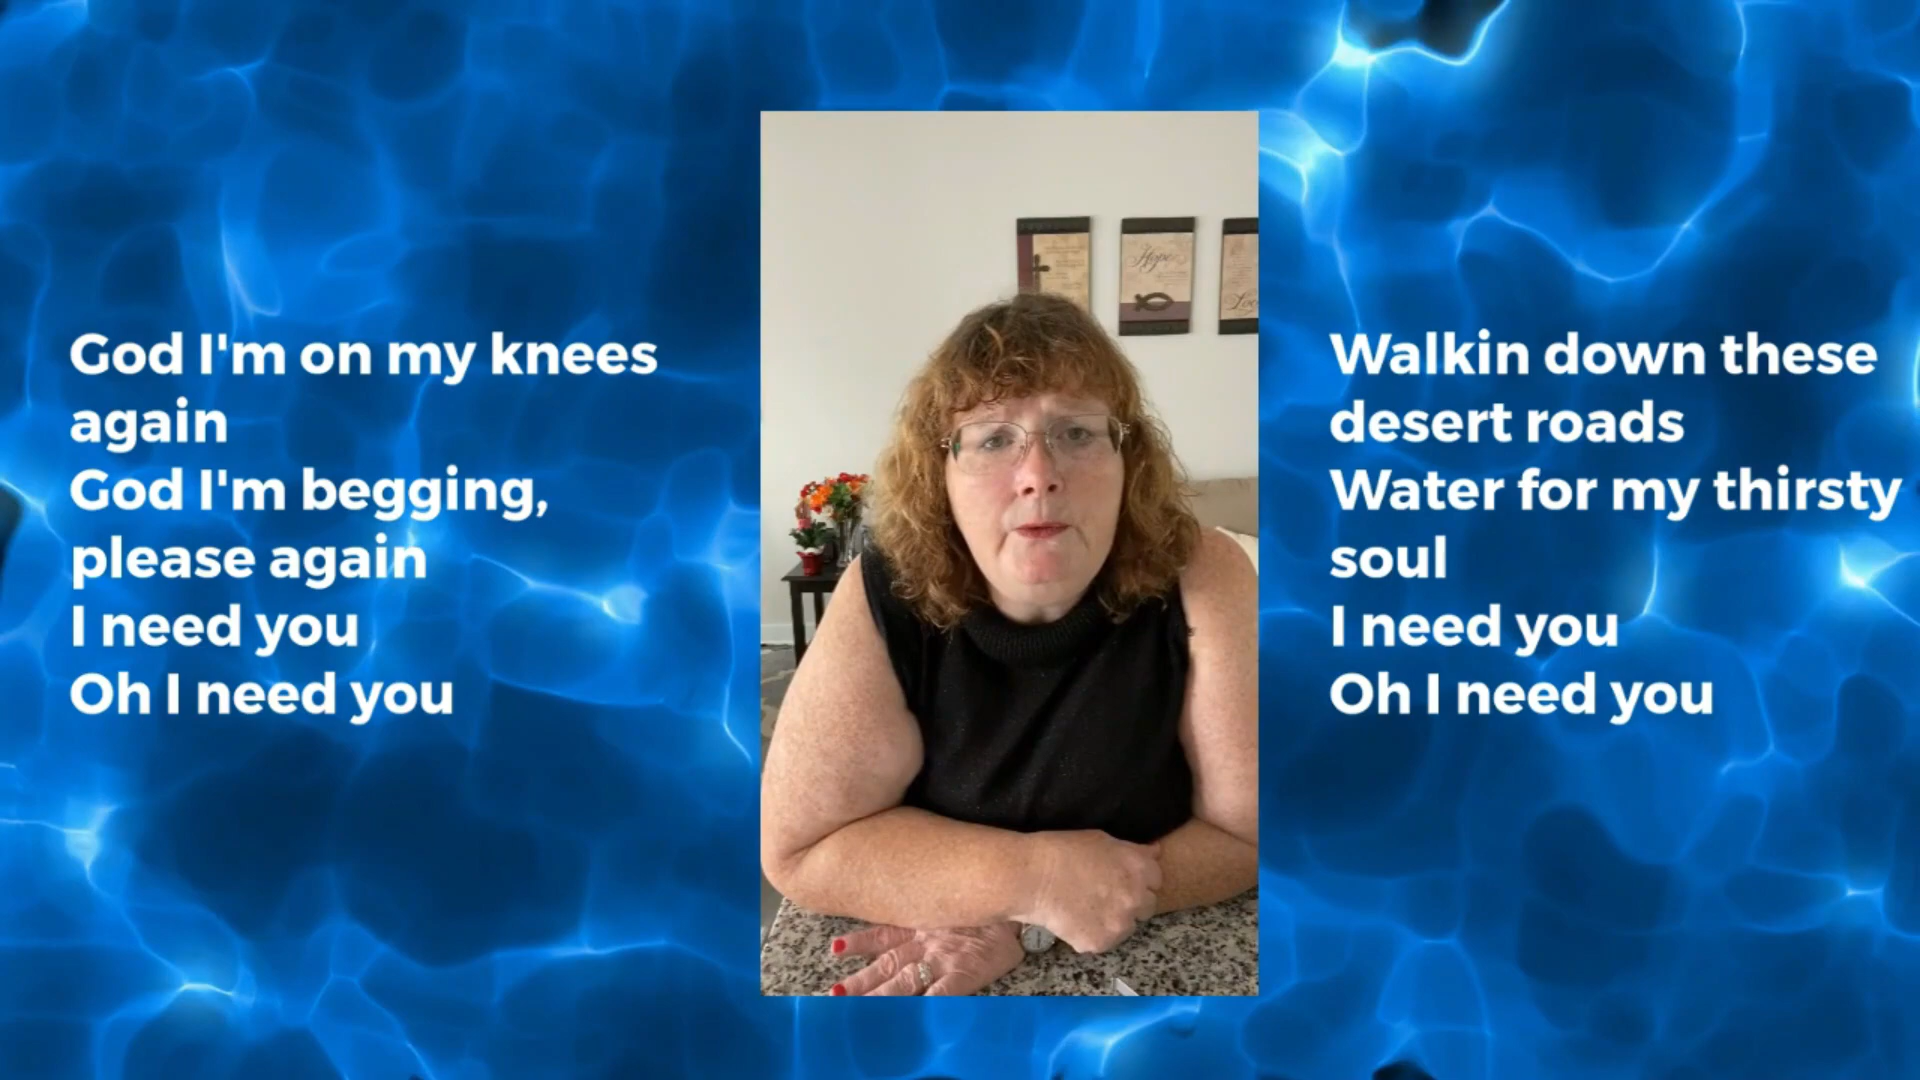 God I'm on my knees
again
God I'm begging,
please again
I need you
Oh I need you
Hope
Walkin down these
desert roads
Water for my thirsty
soul
I need you
Oh I need you